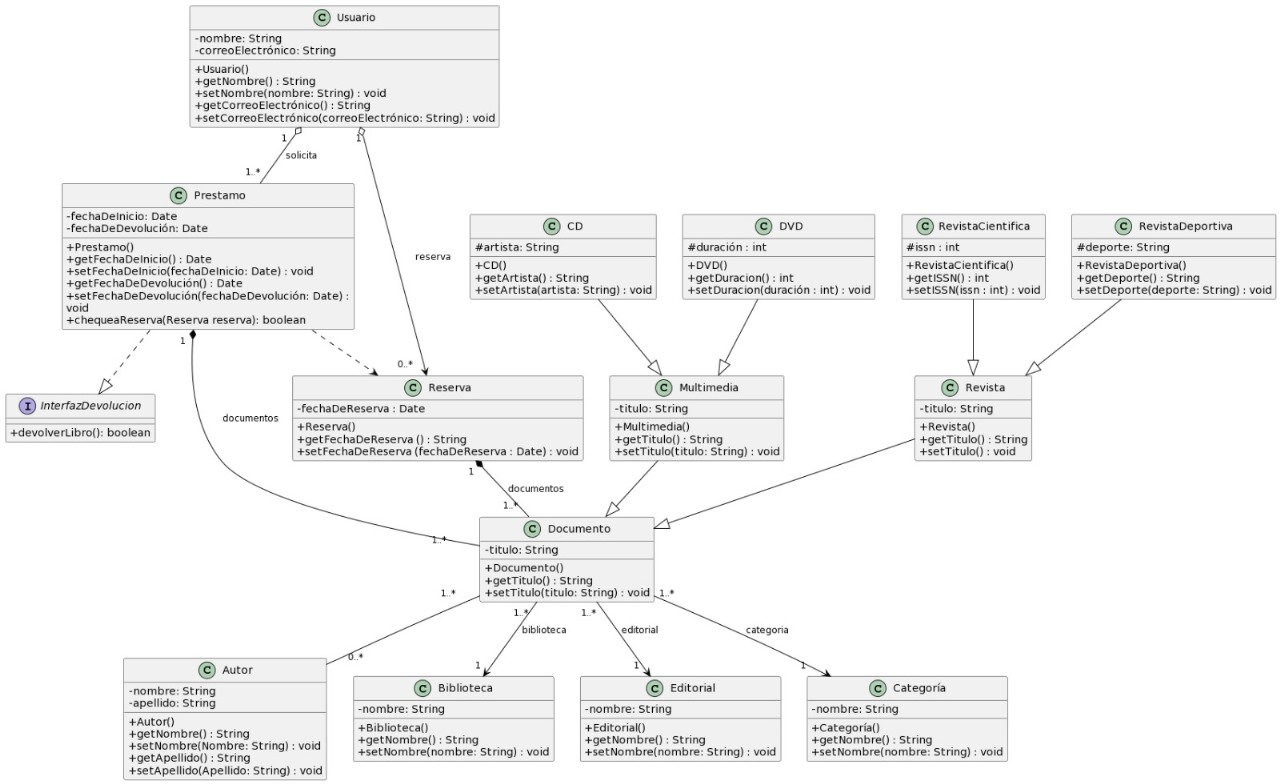 C Usuario
-nombre: String
-correoElectrónico: String
+Usuario()
+getNombre() : String
+setNombre(nombre: String) : void
+getCorreoElectrónico() : String
+setCorreoElectrónico(correoElectrónico: String) : void
1
1
solicita
1..*
reserva
0..*
C Prestamo
-fechaDeInicio: Date
-fechaDeDevolución: Date
+Prestamo()
+getFechaDeInicio() : Date
+setFechaDeInicio(fechaDeInicio: Date) : void
+getFechaDeDevolución() : Date
+setFechaDeDevolución(fechaDeDevolución: Date) :
void
+chequeaReserva(Reserva reserva): boolean
1
documentos
1..*
C CD
#artista: String
+CD()
+getArtista() : String
+setArtista(artista: String) : void
C DVD
#duración : int
+DVD()
+getDuracion() : int
+setDuracion(duración : int) : void
C RevistaCientifica
#issn : int
+RevistaCientifica()
+getISSN() : int
+setISSN(issn : int) : void
C RevistaDeportiva
#deporte: String
+RevistaDeportiva()
+getDeporte() : String
+setDeporte(deporte: String) : void
I InterfazDevolucion
+devolverLibro(): boolean
C Reserva
-fechaDeReserva : Date
+Reserva()
+getFechaDeReserva () : String
+setFechaDeReserva (fechaDeReserva : Date) : void
1
documentos
1..*
C Multimedia
-titulo: String
+Multimedia()
+getTitulo() : String
+setTitulo(titulo: String) : void
C Revista
-titulo: String
+Revista()
+getTitulo() : String
+setTitulo() : void
C Documento
-titulo: String
+Documento()
+getTitulo() : String
+setTitulo(titulo: String) : void
1..*
0..*
1..*
biblioteca
1
1..*
editorial
1
1..*
categoria
1
C Autor
-nombre: String
-apellido: String
+Autor()
+getNombre() : String
+setNombre(Nombre: String) : void
+getApellido() : String
+setApellido(Apellido: String) : void
C Biblioteca
-nombre: String
+Biblioteca()
+getNombre() : String
+setNombre(nombre: String) : void
C Editorial
-nombre: String
+Editorial()
+getNombre() : String
+setNombre(nombre: String) : void
C Categoría
-nombre: String
+Categoría()
+getNombre() : String
+setNombre(nombre: String) : void